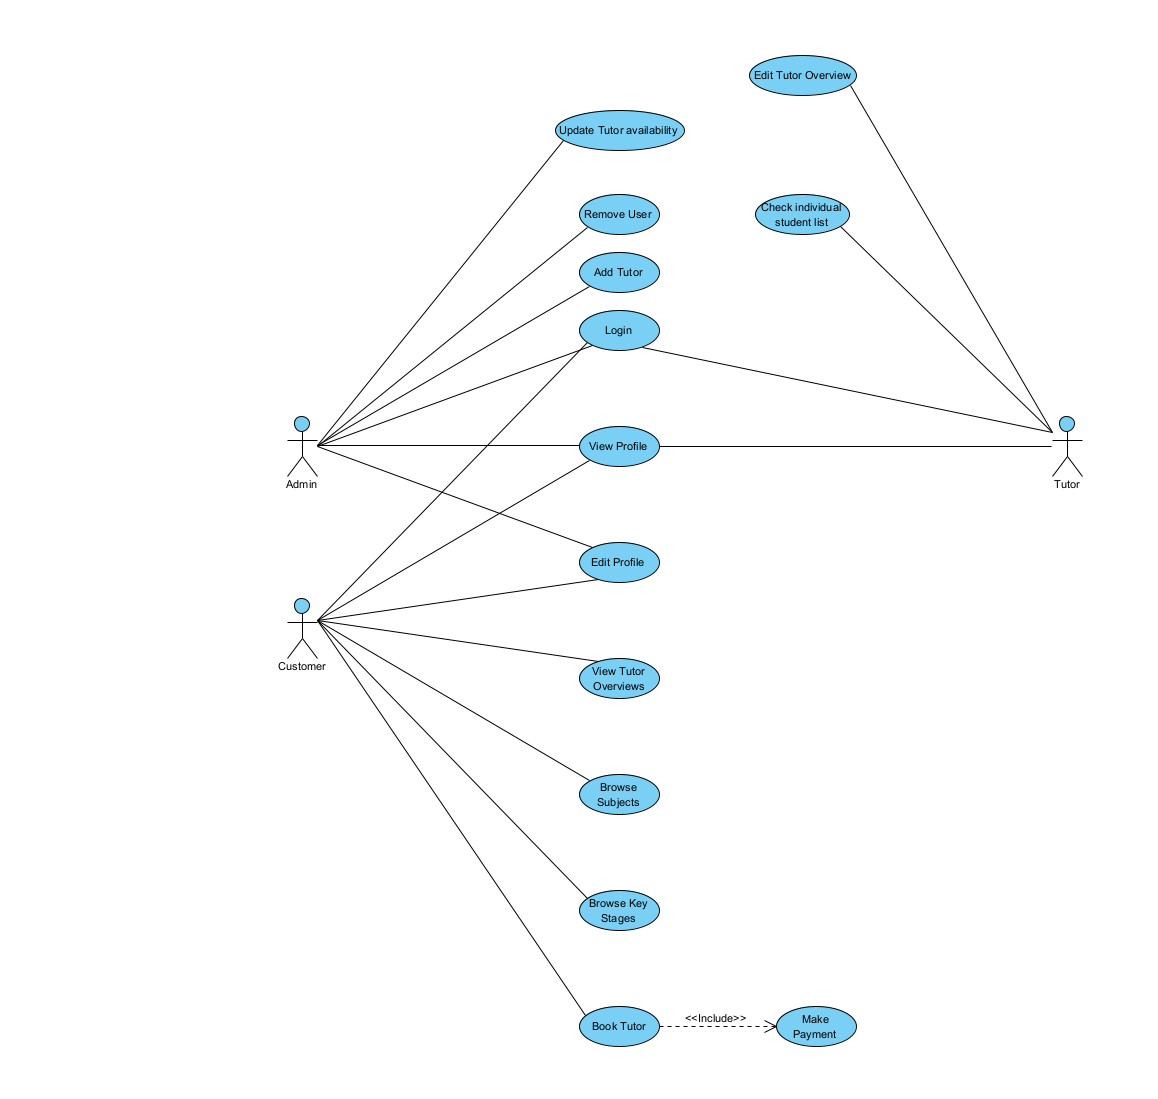 Edit Tutor Overview
Update Tutor availability
Remove User
Check individual
student list
Add Tutor
Login
View Profile
Admin
Tutor
Edit Profile
Customer
View Tutor
Overviews
Browse
Subjects
Browse Key
Stages
<<Include>>
Book Tutor
Make
Payment